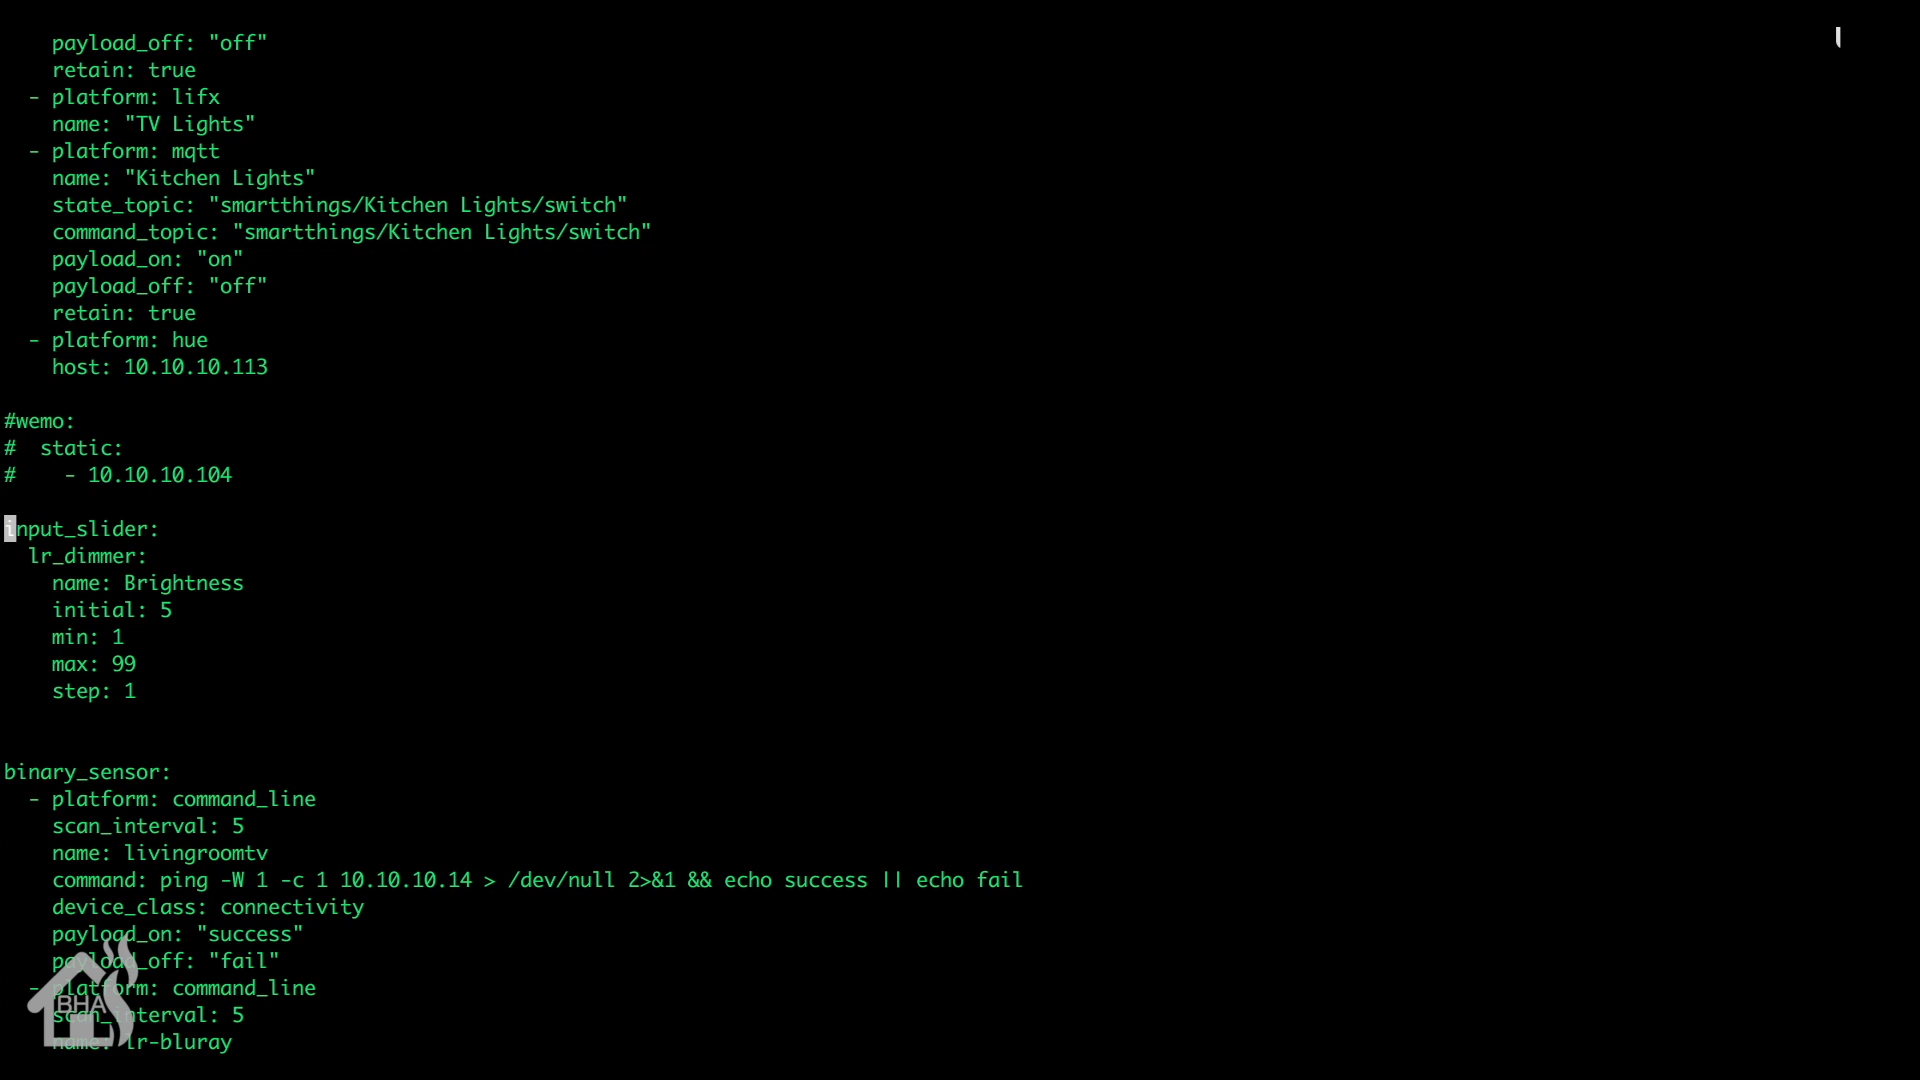 payload_off: "off"
    retain: true
  - platform: lifx
    name: "TV Lights"
  - platform: mqtt
    name: "Kitchen Lights"
    state_topic: "smartthings/Kitchen Lights/switch"
    command_topic: "smartthings/Kitchen Lights/switch"
    payload_on: "on"
    payload_off: "off"
    retain: true
  - platform: hue
    host: 10.10.10.113

#wemo:
#  static:
#    - 10.10.10.104

input_slider:
  lr_dimmer:
    name: Brightness
    initial: 5
    min: 1
    max: 99
    step: 1


binary_sensor:
  - platform: command_line
    scan_interval: 5
    name: livingroomtv
    command: ping -W 1 -c 1 10.10.10.14 > /dev/null 2>&1 && echo success || echo fail
    device_class: connectivity
    payload_on: "success"
    payload_off: "fail"
  - platform: command_line
    scan_interval: 5
    name: lr-bluray
BHA